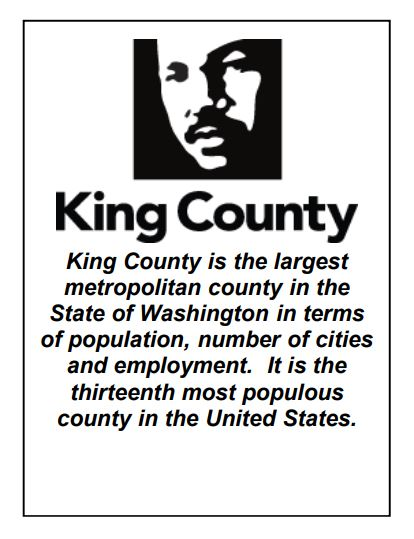 King County
King County is the largest
metropolitan county in the
State of Washington in terms
of population, number of cities
and employment.  It is the
thirteenth most populous
county in the United States.